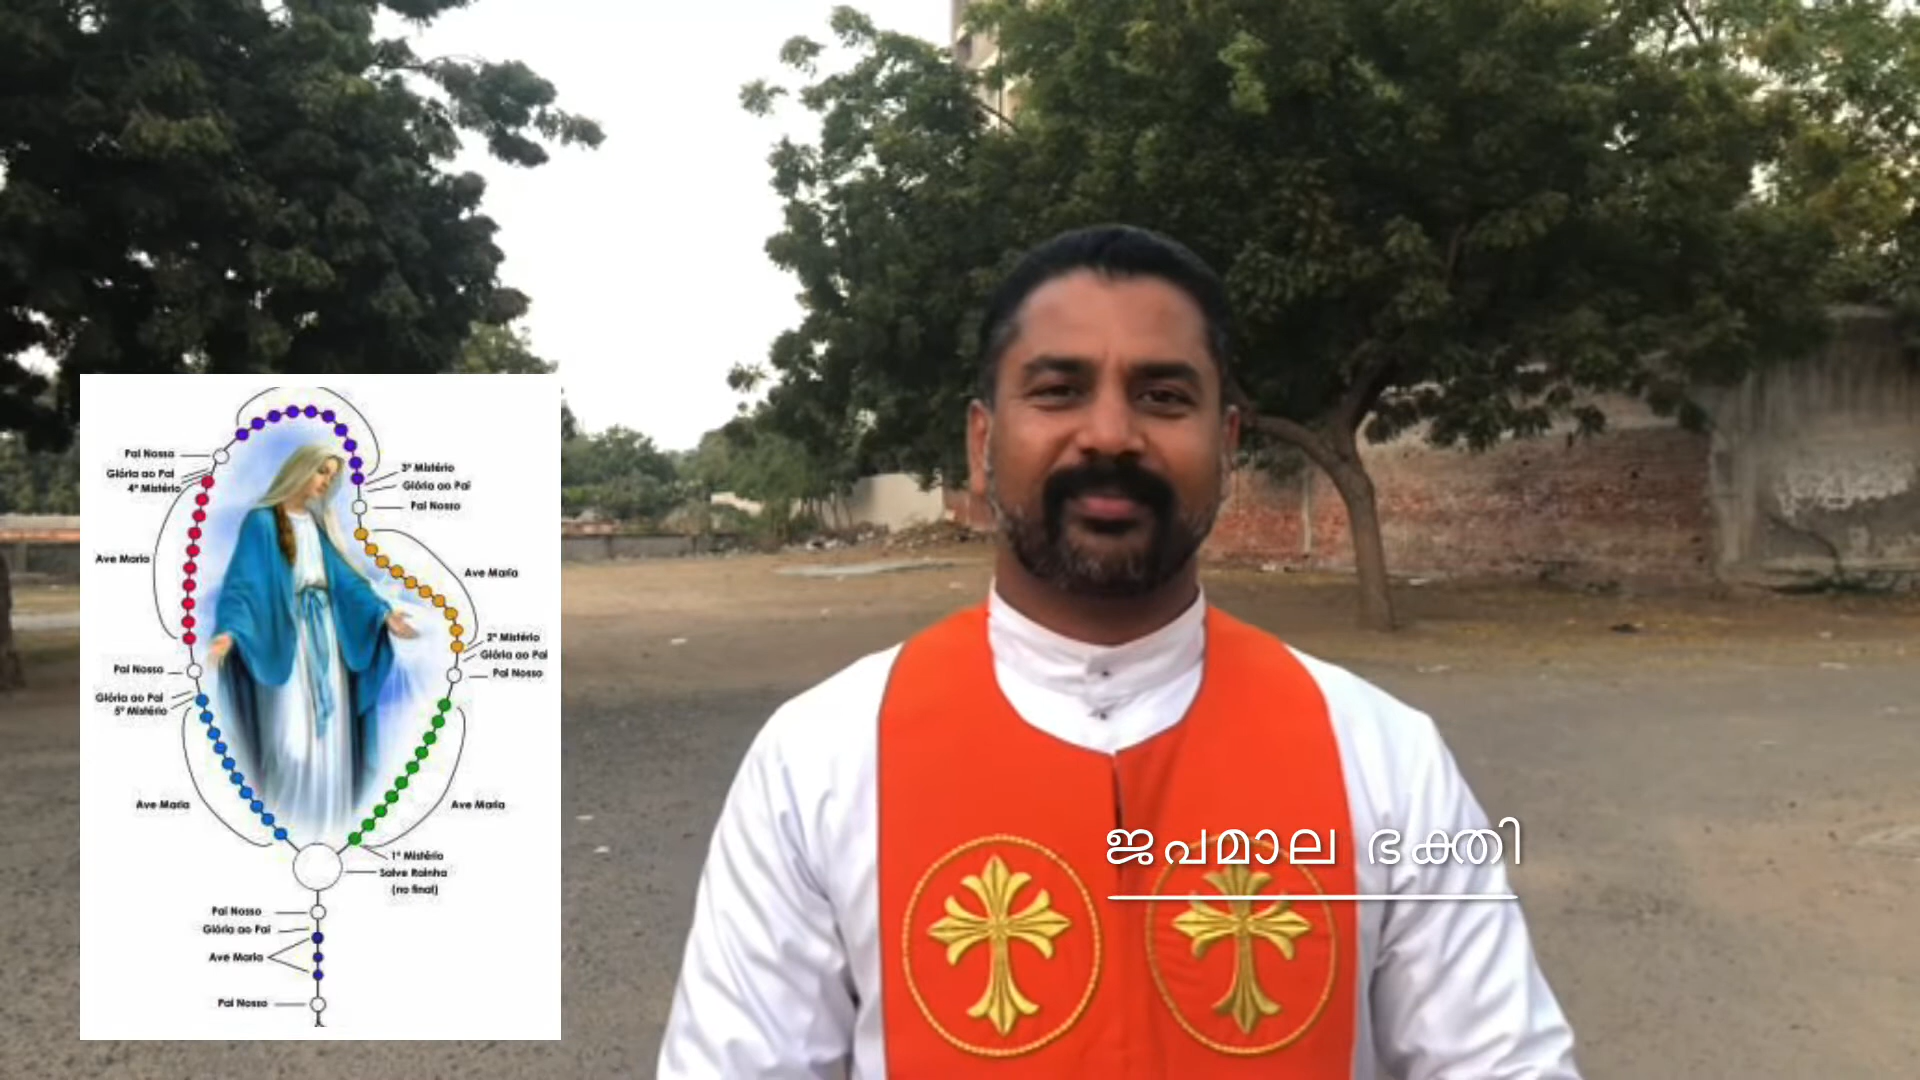 Pai Nosso
Glória ao Pai
4º Mistério
3º Mistério
Glória ao Pai
Pai Nosso
Ave Maria
Ave Maria
2º Mistério
Glória ao Pai
Pai Nosso
Pai Nosso
Glória ao Pai
5º Mistério
Ave Maria
Ave Maria
1º Mistério
Salve Rainha
(no final)
Pai Nosso
Glória ao Pai
Ave Maria
Pai Nosso
ജപമാല ഭക്തി